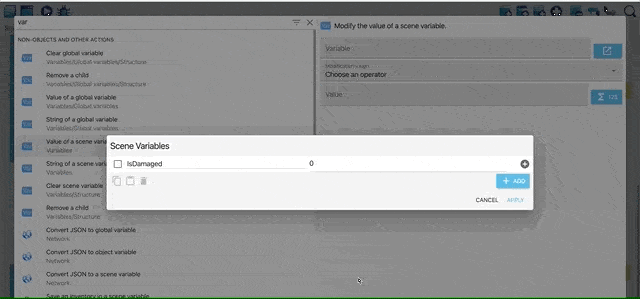 var
Modify the value of a scene variable.
NON-OBJECTS AND OTHER ACTIONS
Clear global variable
Variables/Global variables/Structure
Variable
Remove a child
Variables/Global variables/Structure
Choose an operator
Value of a global variable
Variables/Global variables
Value
Σ 123
String of a global variable
Variables/Global variables
Value of a scene vari
Variables
Scene Variables
IsDamaged
0
String of a scene vari
Variables
+ ADD
Clear scene variable
Variables/Structure
CANCEL
APPLY
Remove a child
Variables/Structure
Convert JSON to global variable
Network
Convert JSON to object variable
Network
Convert JSON to a scene variable
Network
Save an inventory in a scene variable